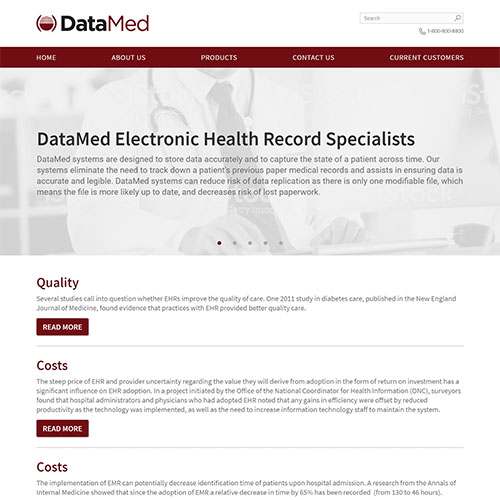 DataMed
Search
1-800-800-8800
HOME ABOUT US PRODUCTS CONTACT US CURRENT CUSTOMERS
DataMed Electronic Health Record Specialists
DataMed systems are designed to store data accurately and to capture the state of a patient across time. Our
systems eliminate the need to track down a patient's previous paper medical records and assists in ensuring data is
accurate and legible. DataMed systems can reduce risk of data replication as there is only one modifiable file, which
means the file is more likely up to date, and decreases risk of lost paperwork.
iStock
Getty Images
Quality
Several studies call into question whether EHRs improve the quality of care. One 2011 study in diabetes care, published in the New England
Journal of Medicine, found evidence that practices with EHR provided better quality care.
READ MORE
Costs
The steep price of EHR and provider uncertainty regarding the value they will derive from adoption in the form of return on investment has a
significant influence on EHR adoption. In a project initiated by the Office of the National Coordinator for Health Information (ONC), surveyors
found that hospital administrators and physicians who had adopted EHR noted that any gains in efficiency were offset by reduced
productivity as the technology was implemented, as well as the need to increase information technology staff to maintain the system.
READ MORE
Costs
The implementation of EMR can potentially decrease identification time of patients upon hospital admission. A research from the Annals of
Internal Medicine showed that since the adoption of EMR a relative decrease in time by 65% has been recorded (from 130 to 46 hours).